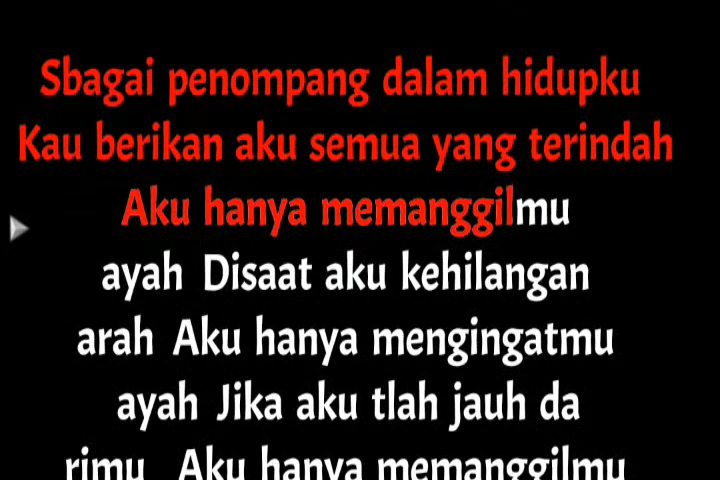 Sbagai penompang dalam hidupku
Kau berikan aku semua yang terindah
Aku hanya memanggilmu
ayah Disaat aku kehilangan
arah Aku hanya mengingatmu
ayah Jika aku tlah jauh da
rimu Aku hanya memanggilmu